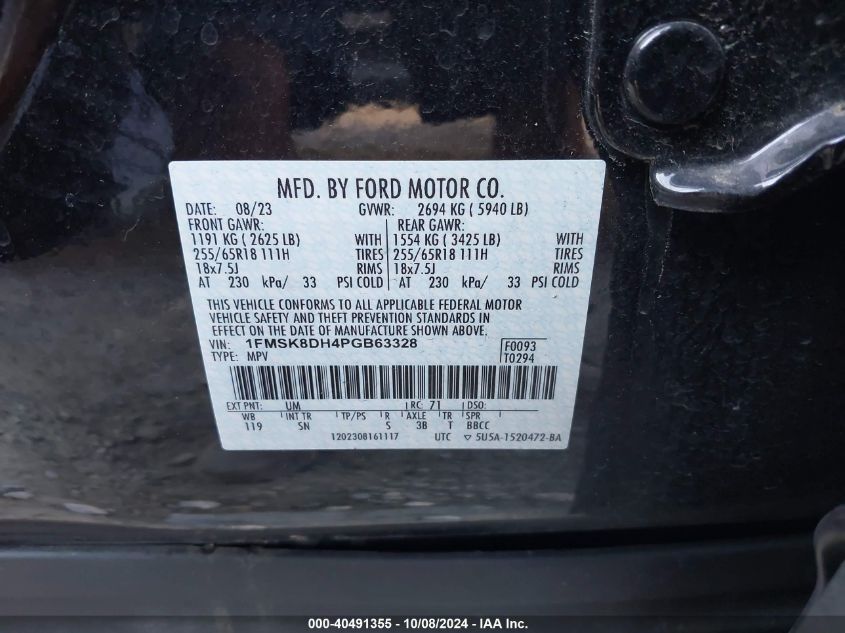 MFD. BY FORD MOTOR CO.
DATE: 08/23 GVWR: 2694 KG ( 5940 LB)
FRONT GAWR: REAR GAWR:
1191 KG ( 2625 LB) WITH 1554 KG ( 3425 LB) WITH
255/65R18 111H TIRES 255/65R18 111H TIRES
18x7.5J RIMS 18x7.5J RIMS
AT 230 kPa/ 33 PSI COLD AT 230 kPa/ 33 PSI COLD
THIS VEHICLE CONFORMS TO ALL APPLICABLE FEDERAL MOTOR
VEHICLE SAFETY AND THEFT PREVENTION STANDARDS IN
EFFECT ON THE DATE OF MANUFACTURE SHOWN ABOVE.
VIN: 1FMSK8DH4PGB63328 F0093
TYPE: MPV T0294
EXT PNT: UM RC: 71 DSO:
WB INT TR TP/PS R AXLE TR SPR
119 SN S 3B T BBCC
1202308161117 UTC ▽ 5U5A-1520472-BA
000-40491355 - 10/08/2024 - IAA Inc.